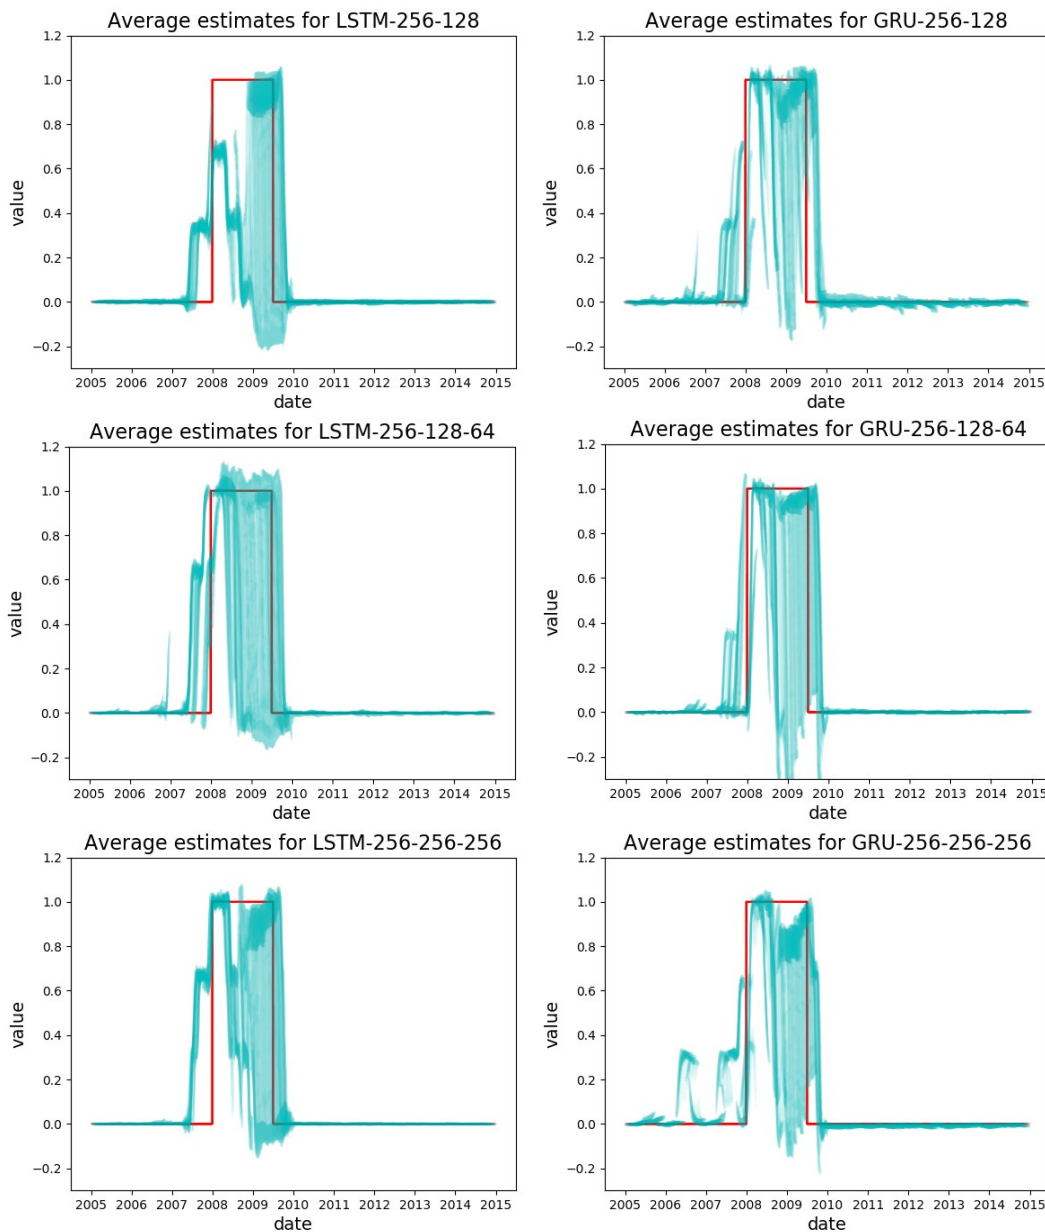 Average estimates for LSTM-256-128
1.2
1.0
0.8
0.6
0.4
0.2
0.0
−0.2
value
2005 2006 2007 2008 2009 2010 2011 2012 2013 2014 2015
date
Average estimates for GRU-256-128
1.2
1.0
0.8
0.6
0.4
0.2
0.0
−0.2
value
2005 2006 2007 2008 2009 2010 2011 2012 2013 2014 2015
date
Average estimates for LSTM-256-128-64
1.2
1.0
0.8
0.6
0.4
0.2
0.0
−0.2
value
2005 2006 2007 2008 2009 2010 2011 2012 2013 2014 2015
date
Average estimates for GRU-256-128-64
1.2
1.0
0.8
0.6
0.4
0.2
0.0
−0.2
value
2005 2006 2007 2008 2009 2010 2011 2012 2013 2014 2015
date
Average estimates for LSTM-256-256-256
1.2
1.0
0.8
0.6
0.4
0.2
0.0
−0.2
value
2005 2006 2007 2008 2009 2010 2011 2012 2013 2014 2015
date
Average estimates for GRU-256-256-256
1.2
1.0
0.8
0.6
0.4
0.2
0.0
−0.2
value
2005 2006 2007 2008 2009 2010 2011 2012 2013 2014 2015
date